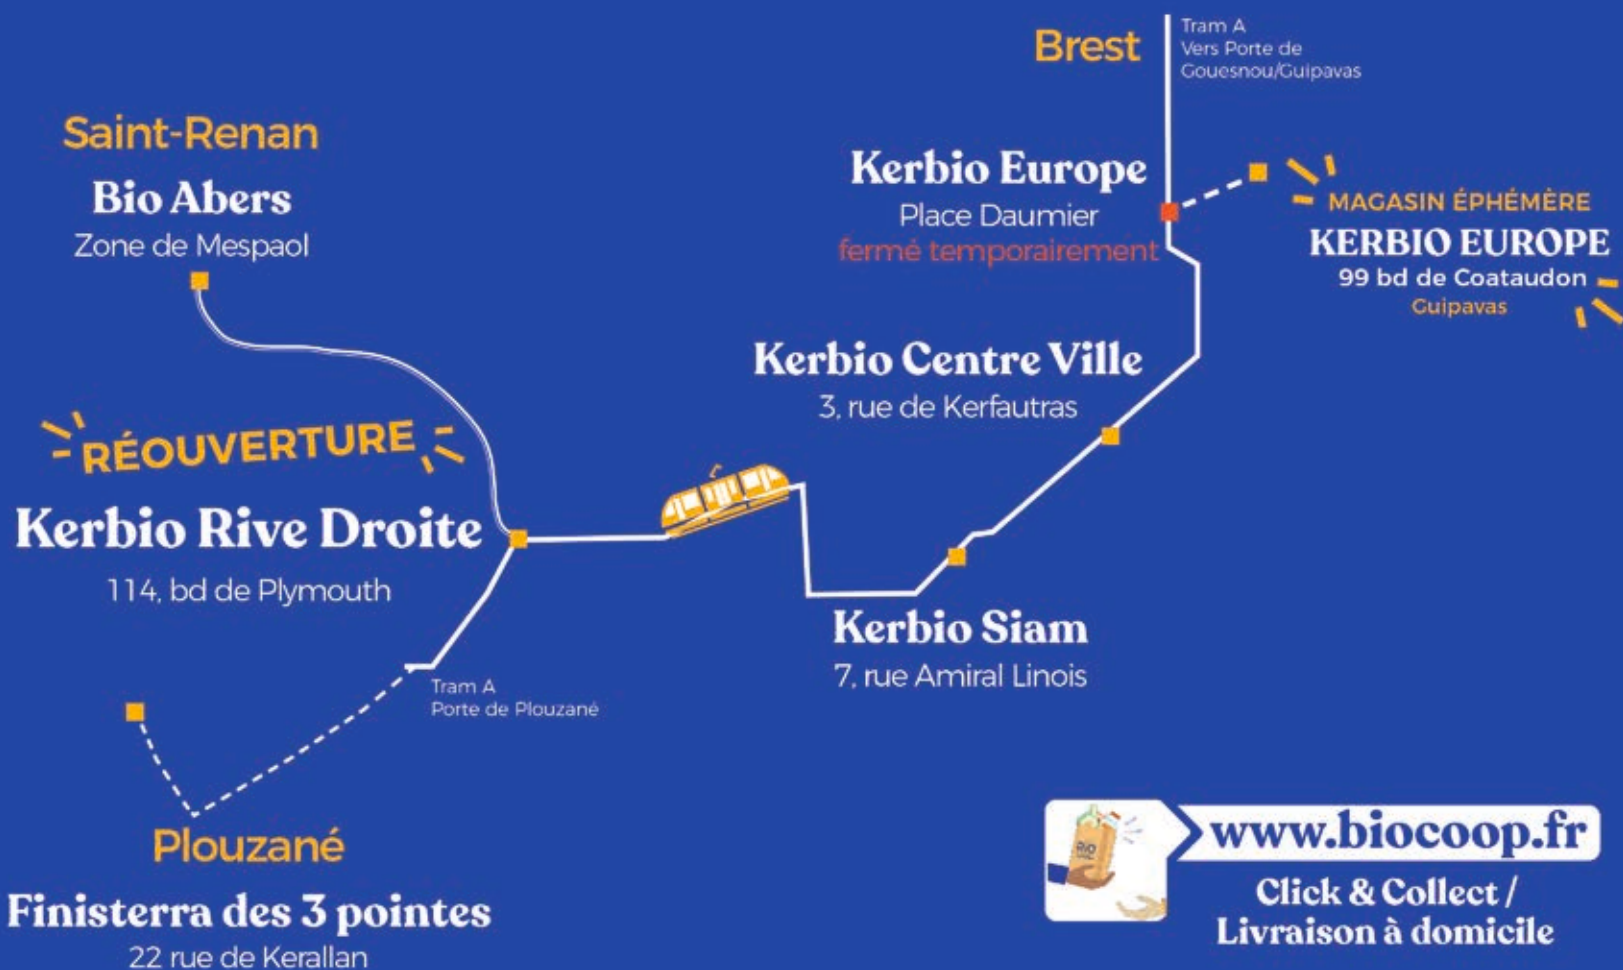 Brest
Tram A
Vers Porte de
Gouesnou/Guipavas
Saint-Renan
Bio Abers
Zone de Mespaol
Kerbio Europe
Place Daumier
fermé temporairement
MAGASIN ÉPHÉMÈRE
KERBIO EUROPE
99 bd de Coataudon
Guipavas
Kerbio Centre Ville
3, rue de Kerfautras
RÉOUVERTURE
Kerbio Rive Droite
114, bd de Plymouth
Kerbio Siam
7, rue Amiral Linois
Tram A
Porte de Plouzané
Plouzané
Finisterra des 3 pointes
22 rue de Kerallan
www.biocoop.fr
Click & Collect /
Livraison à domicile